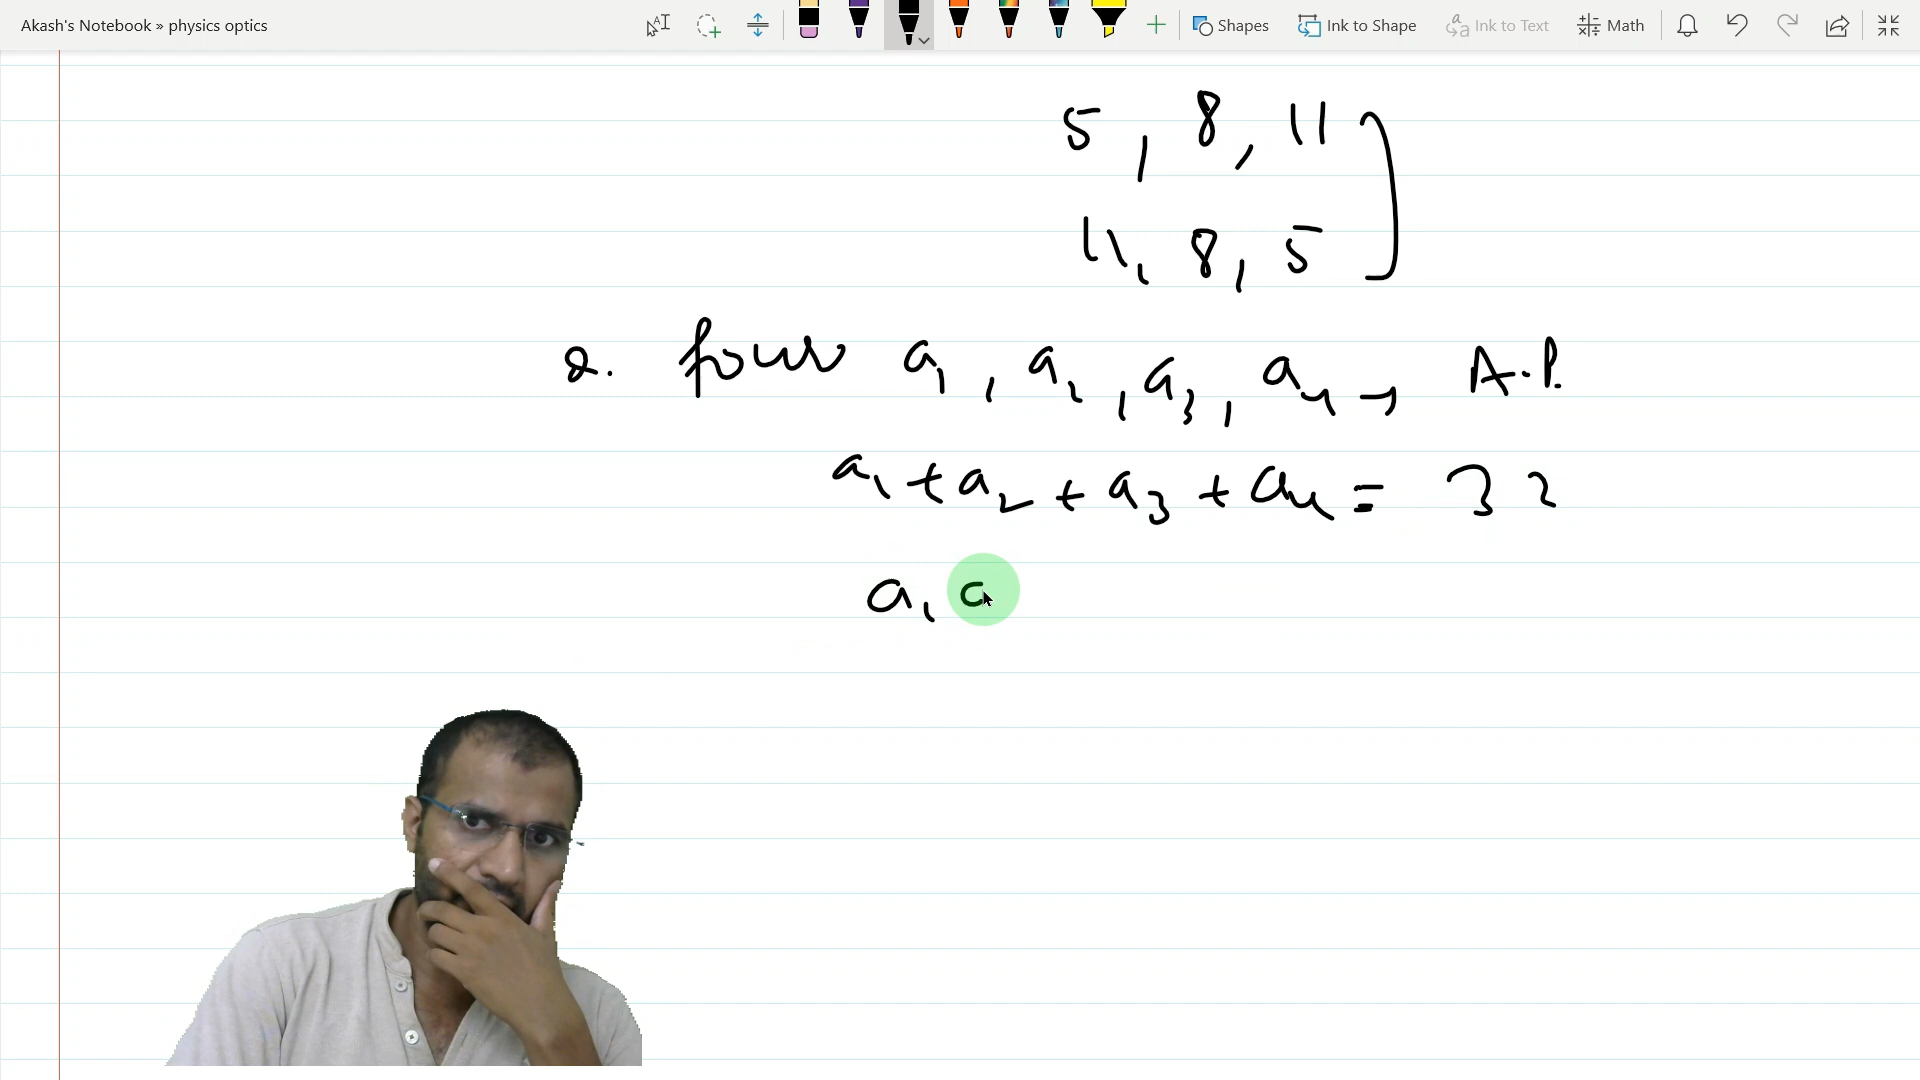 Akash's Notebook » physics optics
Shapes Ink to Shape Ink to Text Math
5, 8, 11
11, 8, 5
2. four a₁, a₂, a₃, a₄ → A.P.
a₁ + a₂ + a₃ + a₄ = 32
a₁ a